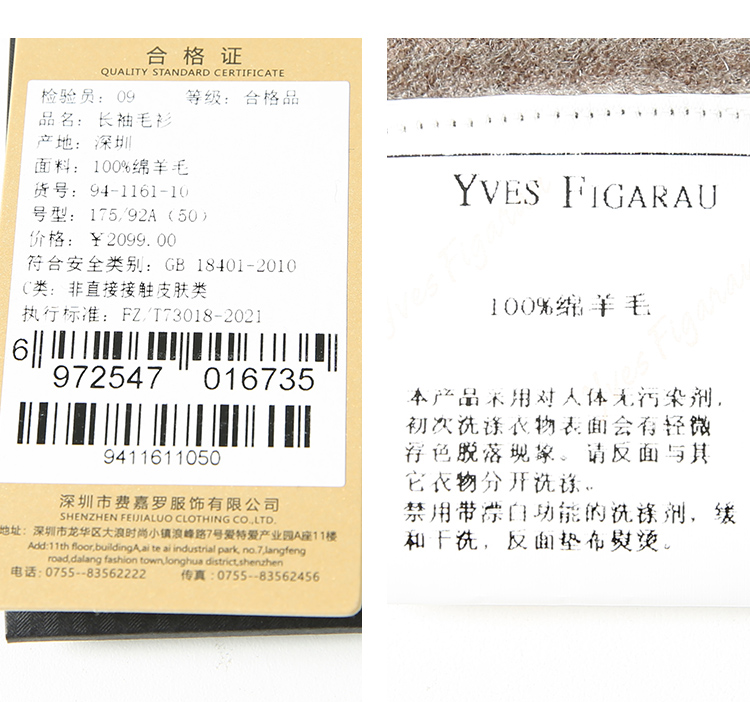 合格证
QUALITY STANDARD CERTIFICATE
检验员：09 等级：合格品
品名：长袖毛衫
产地：深圳
面料：100%绵羊毛
货号：94-1161-10
号型：175/92A（50）
价格：￥2099.00
符合安全类别：GB 18401-2010
C类：非直接接触皮肤类
执行标准：FZ/T73018-2021
6 972547 016735
9411611050
深圳市费嘉罗服饰有限公司
SHENZHEN FEIJIALUO CLOTHING CO.,LTD.
地址：深圳市龙华区大浪时尚小镇浪峰路7号爱特爱产业园A座11楼
Add:11th floor,buildingA,ai te ai industrial park, no.7,langfeng
road,dalang fashion town,longhua district,shenzhen
电话：0755--83562222 传真：0755--83562456
YVES FIGARAU
100%绵羊毛
本产品采用对人体无污染剂，
初次洗涤衣物表面会有轻微
浮色脱落现象。请反面与其
它衣物分开洗涤。
禁用带漂白功能的洗涤剂，缓
和干洗，反面垫布熨烫。
Yves Figarau
Yves Figarau